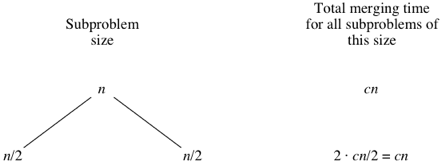 Subproblem
size
Total merging time
for all subproblems of
this size
n
cn
n/2
n/2
2 · cn/2 = cn